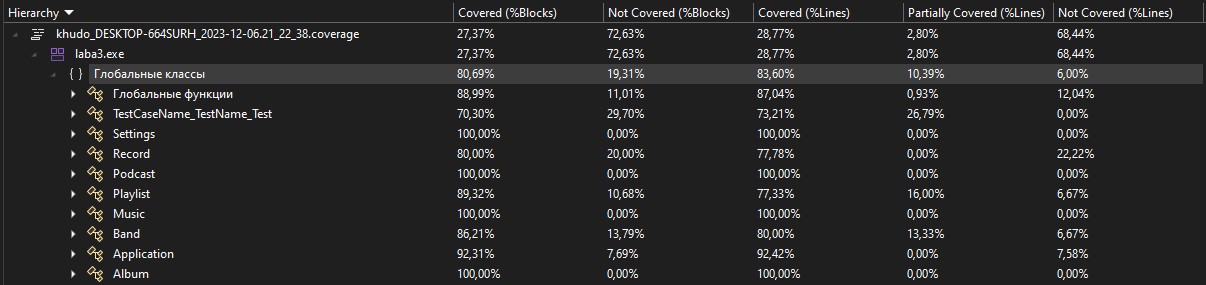 Hierarchy Covered (%Blocks) Not Covered (%Blocks) Covered (%Lines) Partially Covered (%Lines) Not Covered (%Lines)
khudo_DESKTOP-664SURH_2023-12-06.21_22_38.coverage 27,37% 72,63% 28,77% 2,80% 68,44%
laba3.exe 27,37% 72,63% 28,77% 2,80% 68,44%
{ } Глобальные классы 80,69% 19,31% 83,60% 10,39% 6,00%
Глобальные функции 88,99% 11,01% 87,04% 0,93% 12,04%
TestCaseName_TestName_Test 70,30% 29,70% 73,21% 26,79% 0,00%
Settings 100,00% 0,00% 100,00% 0,00% 0,00%
Record 80,00% 20,00% 77,78% 0,00% 22,22%
Podcast 100,00% 0,00% 100,00% 0,00% 0,00%
Playlist 89,32% 10,68% 77,33% 16,00% 6,67%
Music 100,00% 0,00% 100,00% 0,00% 0,00%
Band 86,21% 13,79% 80,00% 13,33% 6,67%
Application 92,31% 7,69% 92,42% 0,00% 7,58%
Album 100,00% 0,00% 100,00% 0,00% 0,00%